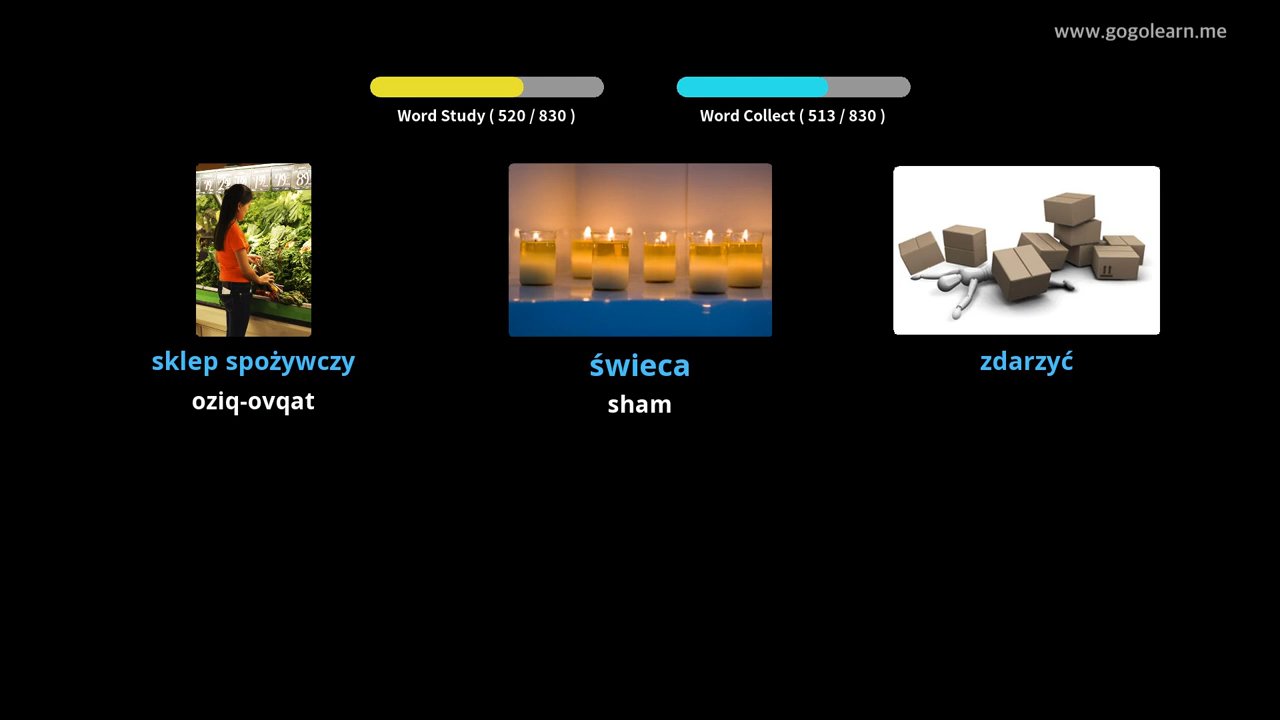 www.gogolearn.me
Word Study ( 520 / 830 )
Word Collect ( 513 / 830 )
sklep spożywczy
oziq-ovqat
świeca
sham
zdarzyć